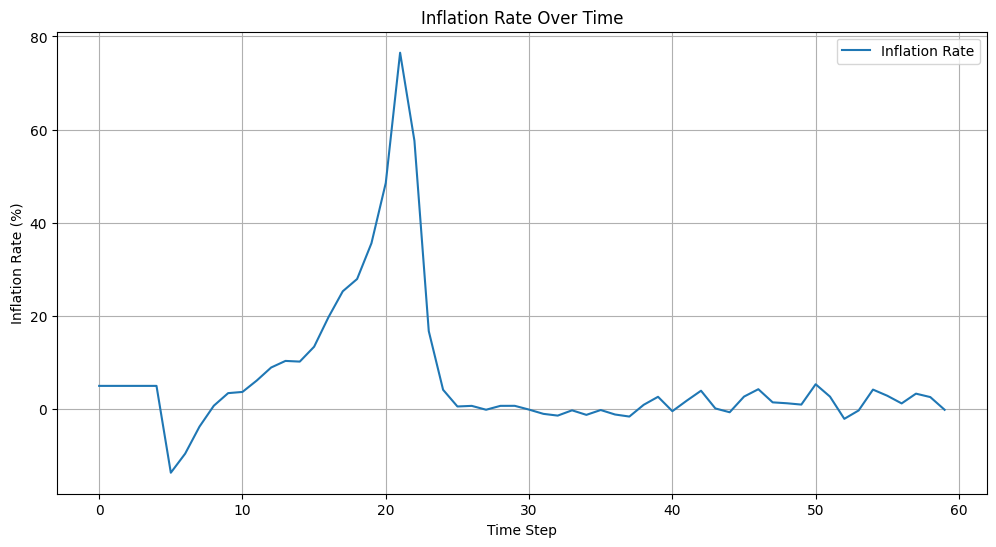 Inflation Rate Over Time
Inflation Rate
Inflation Rate (%)
80
60
40
20
0
0 10 20 30 40 50 60
Time Step